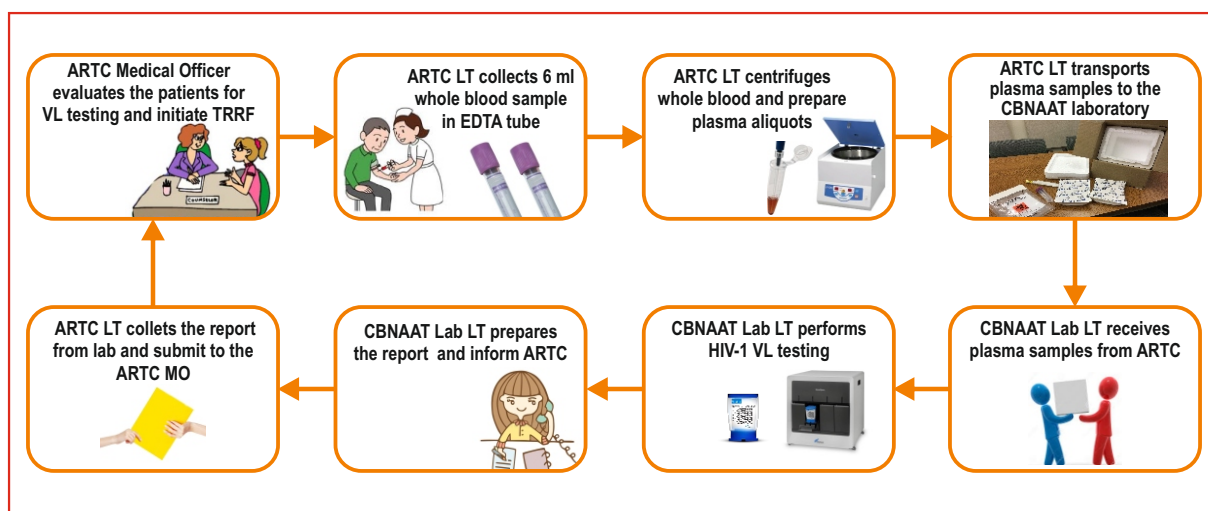 ARTC Medical Officer
evaluates the patients for
VL testing and initiate TRRF
COUNSELOR
ARTC LT collects 6 ml
whole blood sample
in EDTA tube
ARTC LT centrifuges
whole blood and prepare
plasma aliquots
ARTC LT transports
plasma samples to the
CBNAAT laboratory
CBNAAT Lab LT receives
plasma samples from ARTC
CBNAAT Lab LT performs
HIV-1 VL testing
CBNAAT Lab LT prepares
the report and inform ARTC
ARTC LT collets the report
from lab and submit to the
ARTC MO